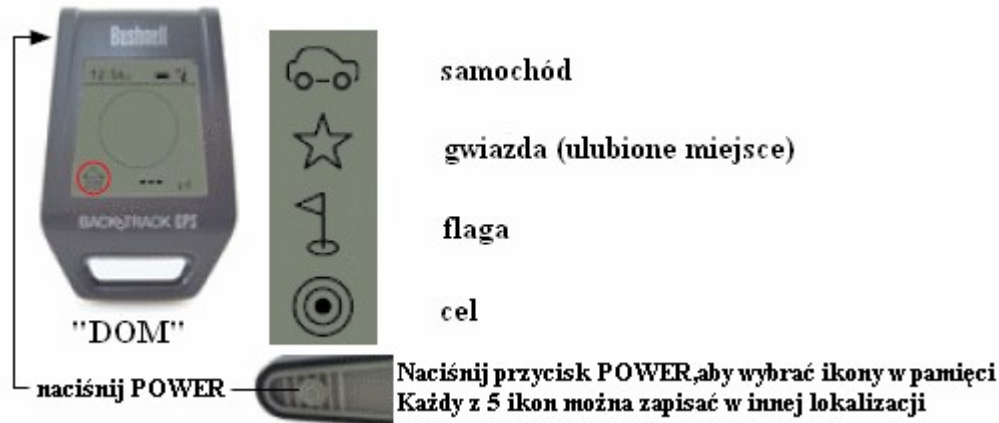 Bushnell
12:56
BACKTRACK GPS
"DOM"
samochód
gwiazda (ulubione miejsce)
flaga
cel
naciśnij POWER
Naciśnij przycisk POWER,aby wybrać ikony w pamięci
Każdy z 5 ikon można zapisać w innej lokalizacji